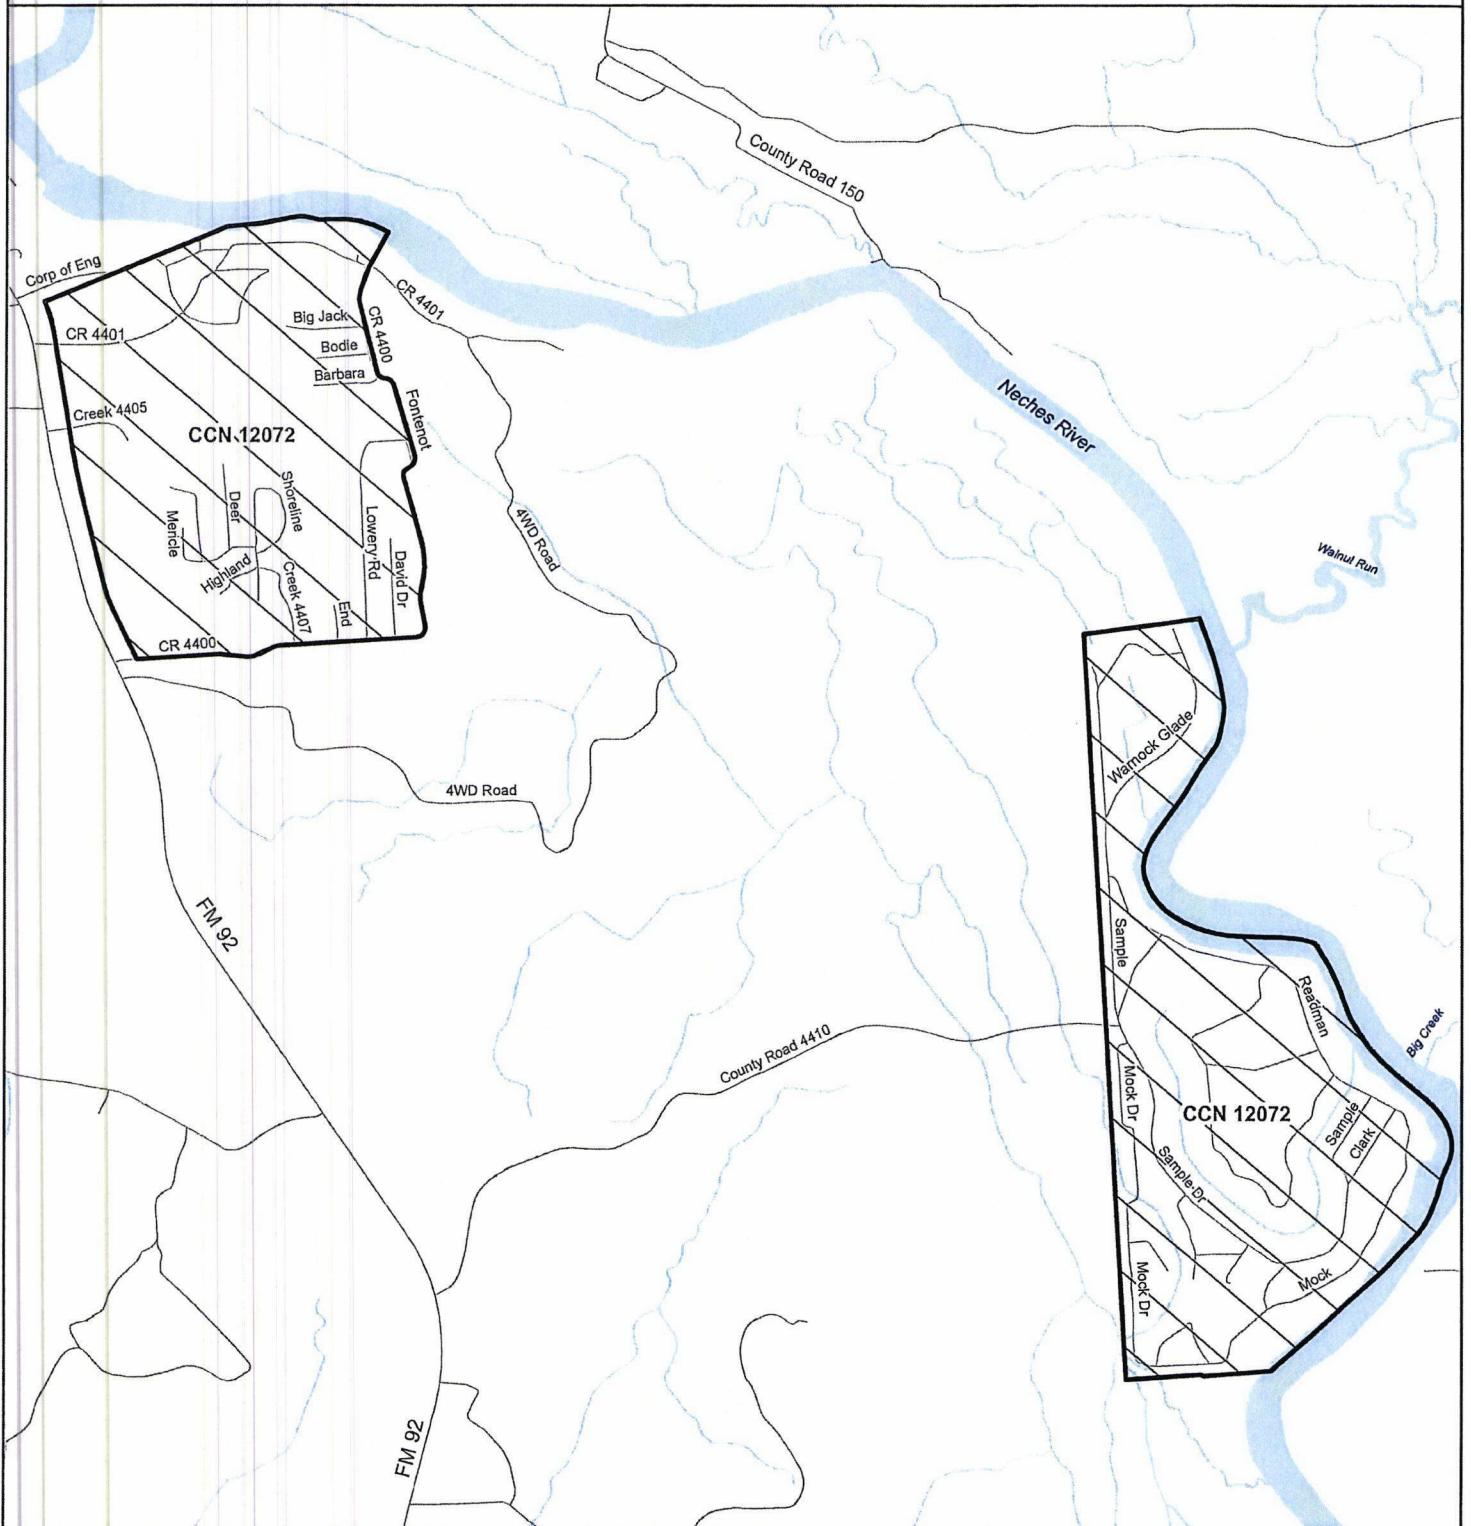 County Road 150
Corp of Eng
CR 4401
CR 4401
Big Jack
CR 4400
Bodie
Barbara
Fontenot
Neches River
Creek 4405
CCN 12072
Shoreline
Deer
Mericle
Lowery Rd
4WD Road
David Dr
Highland
Creek 4407
End
CR 4400
Walnut Run
Warnock Glade
4WD Road
FM 92
Sample
Readman
Big Creek
County Road 4410
Mock Dr
CCN 12072
Sample
Clark
Sample Dr
Mock
Mock Dr
FM 92